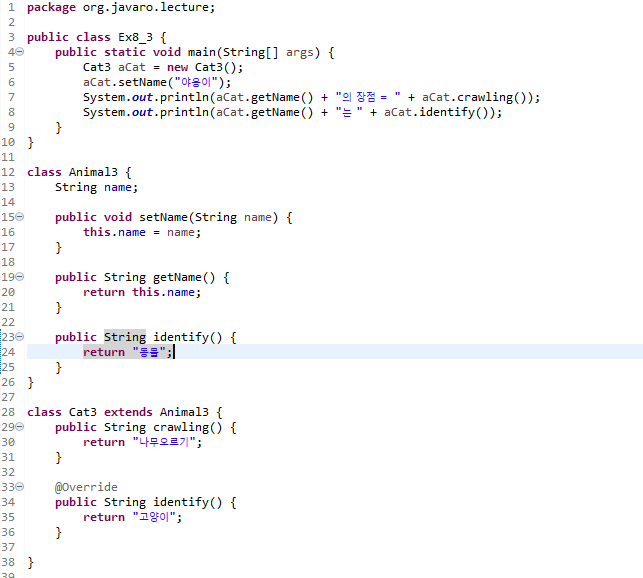 1 package org.javaro.lecture;
2
3 public class Ex8_3 {
4 public static void main(String[] args) {
5 Cat3 aCat = new Cat3();
6 aCat.setName("야옹이");
7 System.out.println(aCat.getName() + "의 장점 = " + aCat.crawling());
8 System.out.println(aCat.getName() + "는 " + aCat.identify());
9 }
10 }
11
12 class Animal3 {
13 String name;
14
15 public void setName(String name) {
16 this.name = name;
17 }
18
19 public String getName() {
20 return this.name;
21 }
22
23 public String identify() {
24 return "동물";
25 }
26 }
27
28 class Cat3 extends Animal3 {
29 public String crawling() {
30 return "나무오르기";
31 }
32
33 @Override
34 public String identify() {
35 return "고양이";
36 }
37
38 }
39